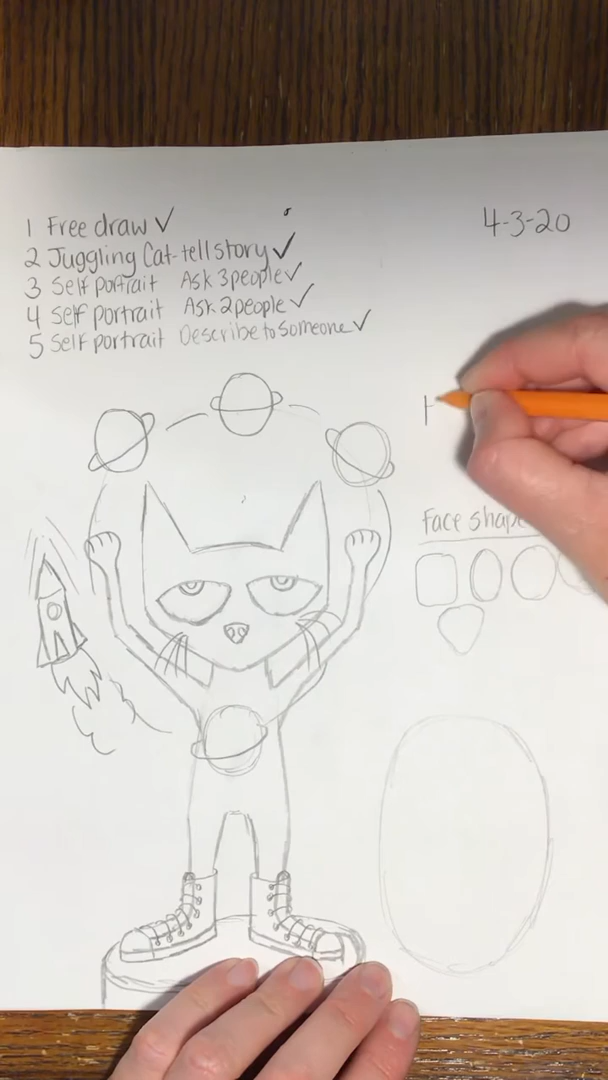 1 Free draw ✓
4-3-20
2 Juggling Cat-tell story ✓
3 Self portrait Ask 3 people ✓
4 Self portrait Ask 2 people ✓
5 Self portrait Describe to Someone ✓
Face